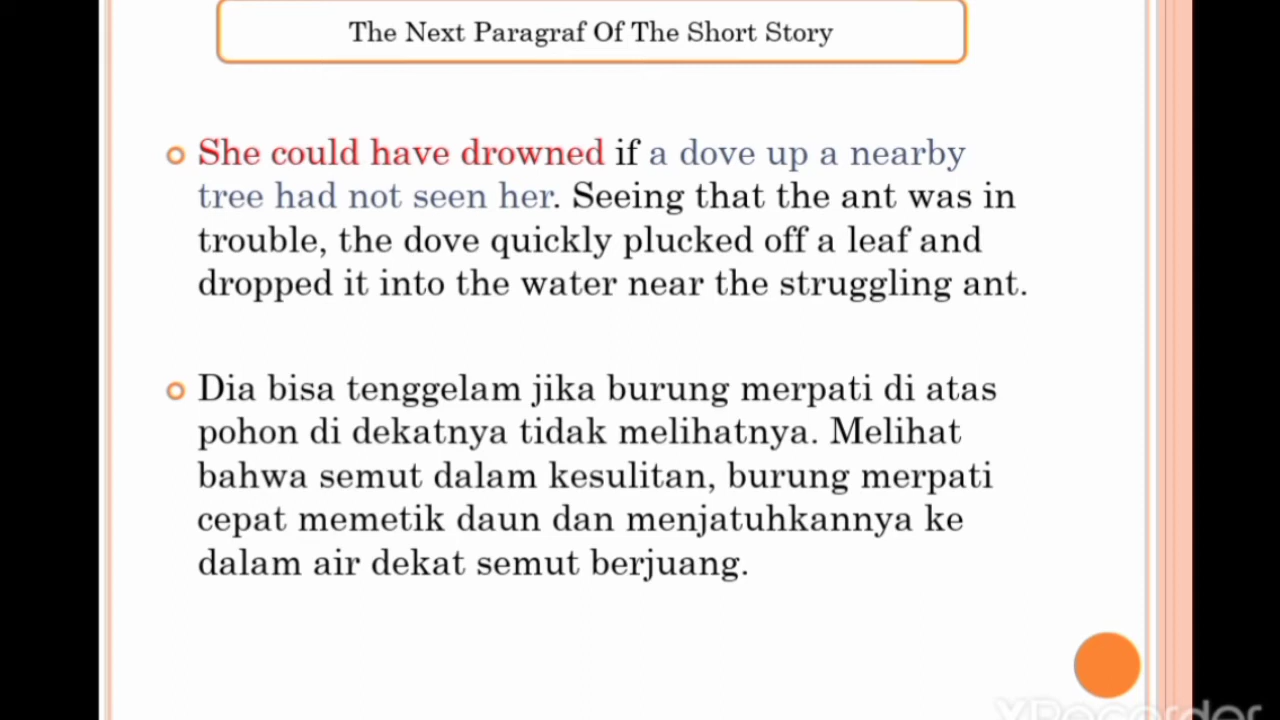 The Next Paragraf Of The Short Story
She could have drowned if a dove up a nearby
tree had not seen her. Seeing that the ant was in
trouble, the dove quickly plucked off a leaf and
dropped it into the water near the struggling ant.
Dia bisa tenggelam jika burung merpati di atas
pohon di dekatnya tidak melihatnya. Melihat
bahwa semut dalam kesulitan, burung merpati
cepat memetik daun dan menjatuhkannya ke
dalam air dekat semut berjuang.
XRecorder